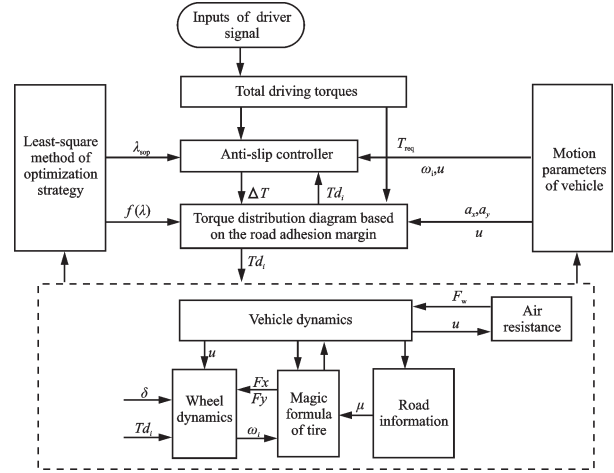 Inputs of driver
signal
Total driving torques
Least-square
method of
optimization
strategy
λsop
Anti-slip controller
Treq
ωi,u
Motion
parameters
of vehicle
ΔT
Tdi
f(λ)
Torque distribution diagram based
on the road adhesion margin
ax,ay
u
Tdi
Vehicle dynamics
Fw
u
Air
resistance
u
δ
Tdi
Wheel
dynamics
Fx
Fy
ωi
Magic
formula
of tire
μ
Road
information